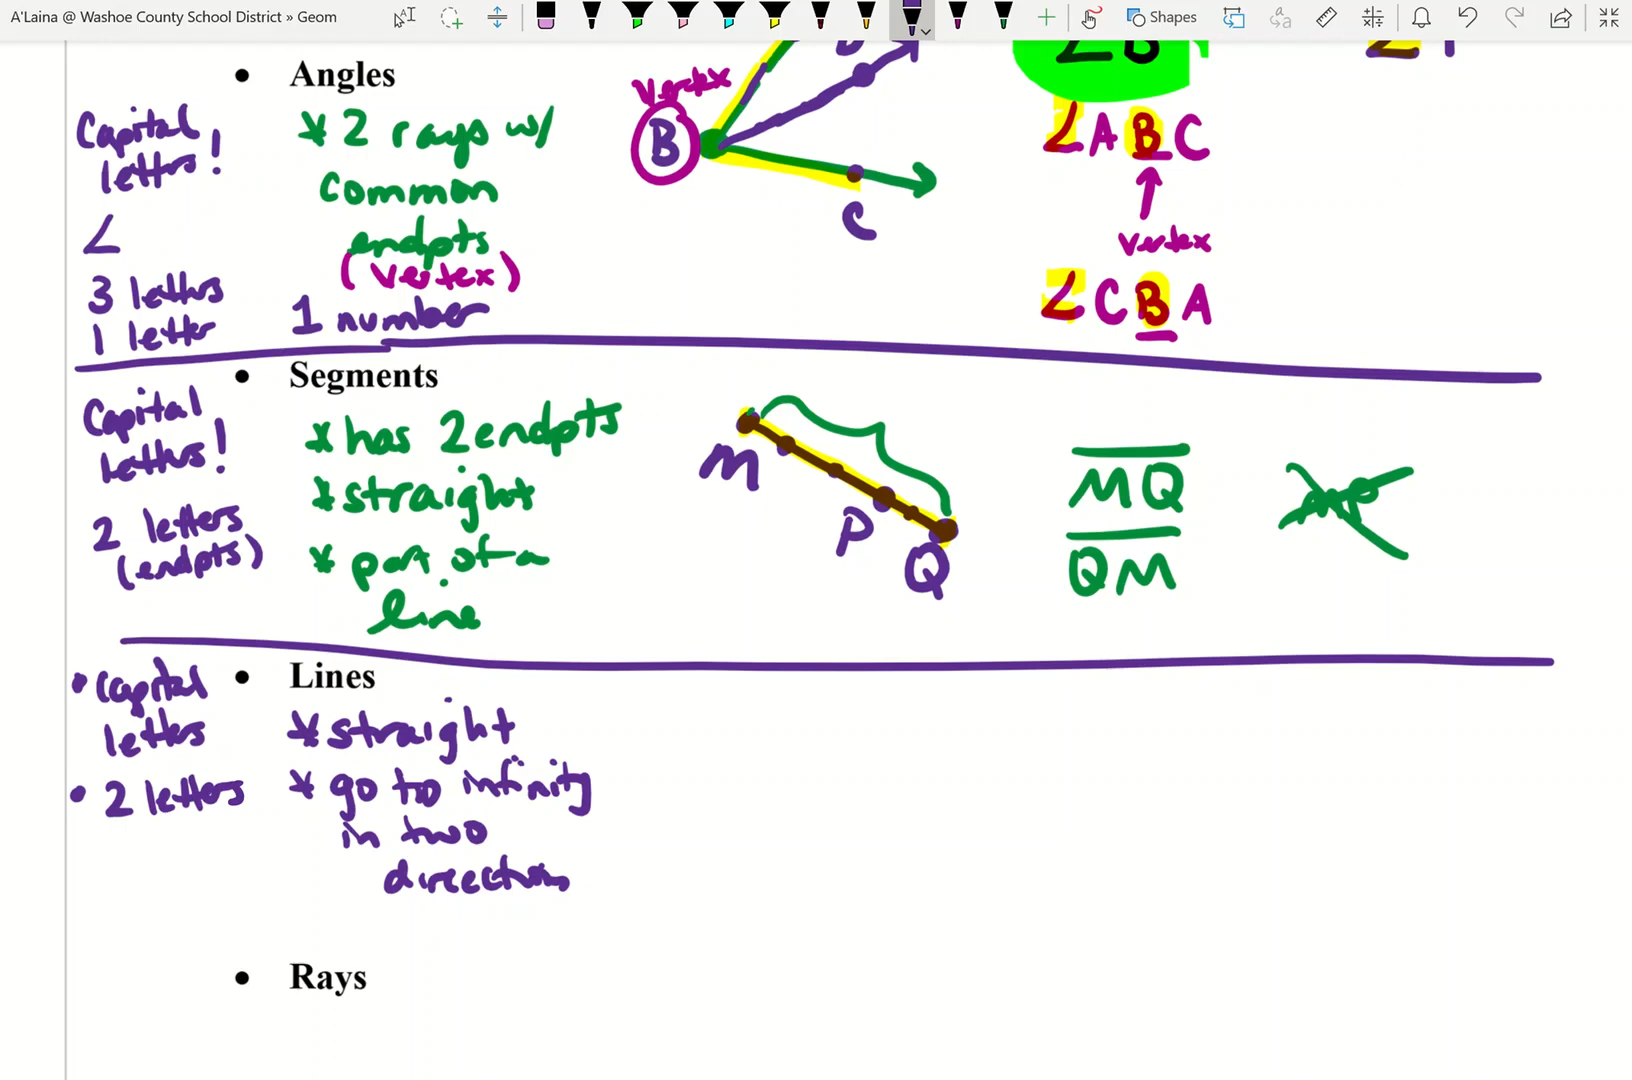 A'Laina @ Washoe County School District » Geom
Shapes
• Angles
Capital
letters!
∠
3 letters
1 letter
* 2 rays w/
common
endpts
(vertex)
1 number
vertex
B
C
∠B
∠ABC
vertex
∠CBA
• Segments
Capital
letters!
2 letters
(endpts)
* has 2 endpts
* straight
* part of a
line
M
P
Q
MQ
QM
• Lines
• capital
letters
• 2 letters
* straight
* go to infinity
in two
directions
• Rays